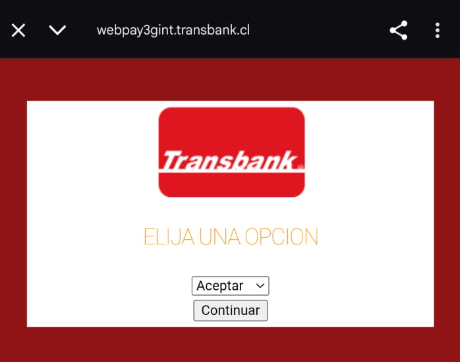 webpay3gint.transbank.cl
Transbank.
ELIJA UNA OPCION
Aceptar
Continuar